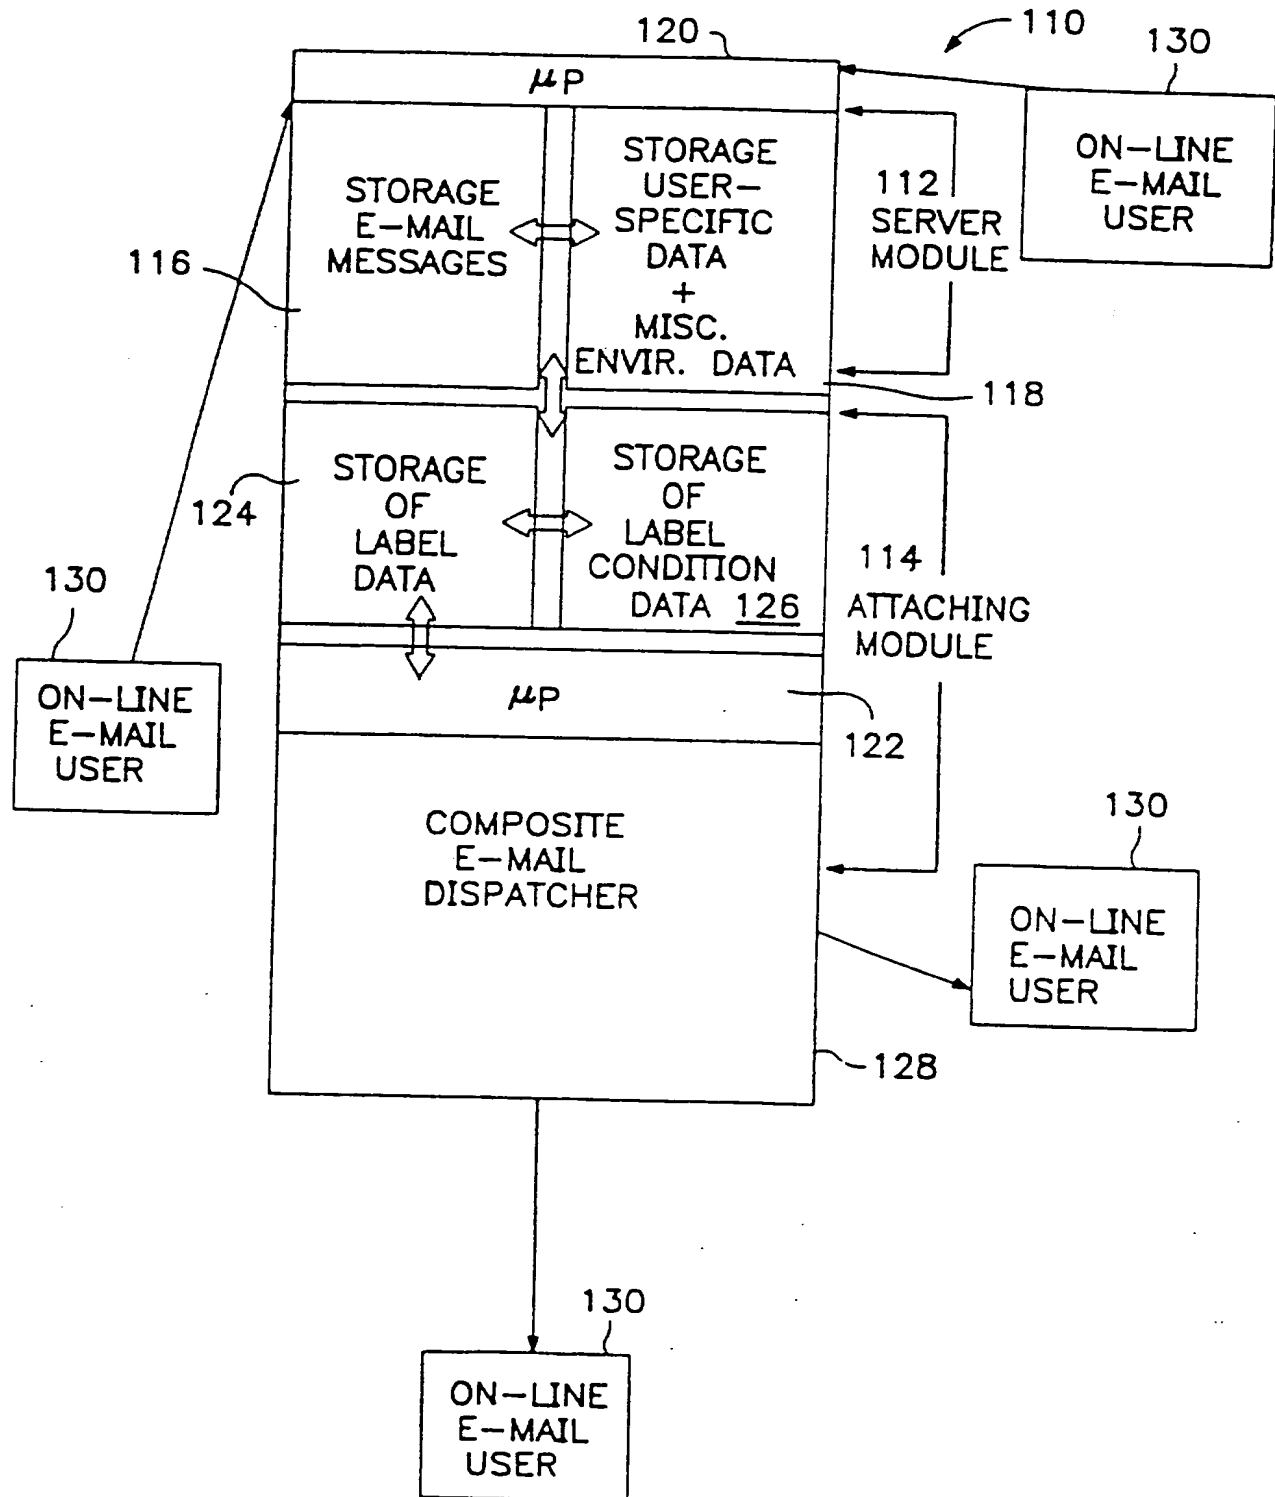 120
110
130
μP
ON-LINE
E-MAIL
USER
STORAGE
E-MAIL
MESSAGES
STORAGE
USER-
SPECIFIC
DATA
+
MISC.
ENVIR. DATA
112
SERVER
MODULE
116
118
STORAGE
OF
LABEL
DATA
STORAGE
OF
LABEL
CONDITION
DATA 126
124
114
ATTACHING
MODULE
130
ON-LINE
E-MAIL
USER
μP
122
COMPOSITE
E-MAIL
DISPATCHER
130
ON-LINE
E-MAIL
USER
128
130
ON-LINE
E-MAIL
USER